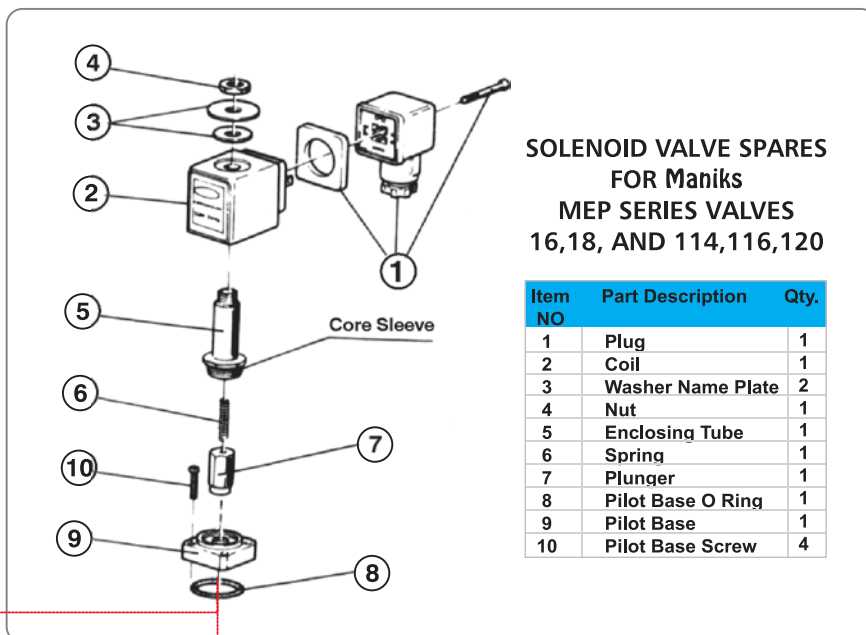 SOLENOID VALVE SPARES
FOR Maniks
MEP SERIES VALVES
16,18, AND 114,116,120
Item NO Part Description Qty.
1 Plug 1
2 Coil 1
3 Washer Name Plate 2
4 Nut 1
5 Enclosing Tube 1
6 Spring 1
7 Plunger 1
8 Pilot Base O Ring 1
9 Pilot Base 1
10 Pilot Base Screw 4
4
3
2
1
5
Core Sleeve
6
7
10
9
8